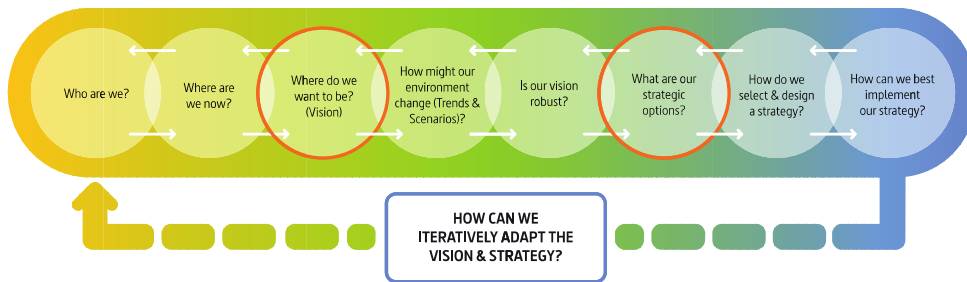 Who are we?
Where are
we now?
Where do we
want to be?
(Vision)
How might our
environment
change (Trends &
Scenarios)?
Is our vision
robust?
What are our
strategic
options?
How do we
select & design
a strategy?
How can we best
implement
our strategy?
HOW CAN WE
ITERATIVELY ADAPT THE
VISION & STRATEGY?